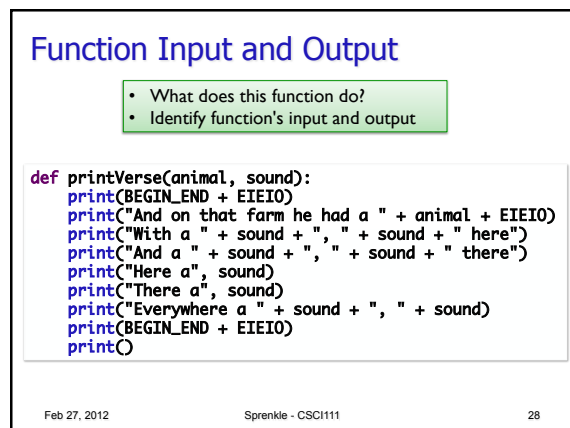 Function Input and Output
• What does this function do?
• Identify function's input and output
def printVerse(animal, sound):
    print(BEGIN_END + EIEIO)
    print("And on that farm he had a " + animal + EIEIO)
    print("With a " + sound + ", " + sound + " here")
    print("And a " + sound + ", " + sound + " there")
    print("Here a", sound)
    print("There a", sound)
    print("Everywhere a " + sound + ", " + sound)
    print(BEGIN_END + EIEIO)
    print()
Feb 27, 2012 Sprenkle - CSCI111 28